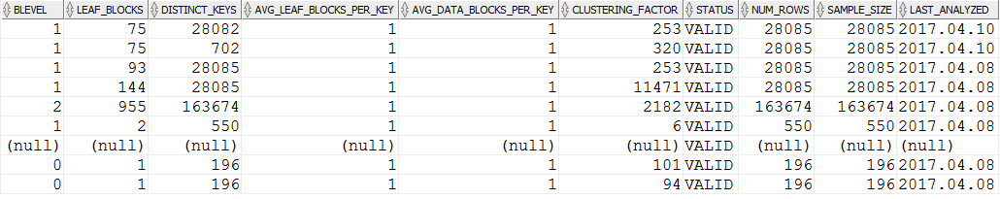 BLEVEL LEAF_BLOCKS DISTINCT_KEYS AVG_LEAF_BLOCKS_PER_KEY AVG_DATA_BLOCKS_PER_KEY CLUSTERING_FACTOR STATUS NUM_ROWS SAMPLE_SIZE LAST_ANALYZED
1 75 28082 1 1 253 VALID 28085 28085 2017.04.10
1 75 702 1 1 320 VALID 28085 28085 2017.04.10
1 93 28085 1 1 253 VALID 28085 28085 2017.04.08
1 144 28085 1 1 11471 VALID 28085 28085 2017.04.08
2 955 163674 1 1 2182 VALID 163674 163674 2017.04.08
1 2 550 1 1 6 VALID 550 550 2017.04.08
(null) (null) (null) (null) (null) (null) VALID (null) (null) (null)
0 1 196 1 1 101 VALID 196 196 2017.04.08
0 1 196 1 1 94 VALID 196 196 2017.04.08